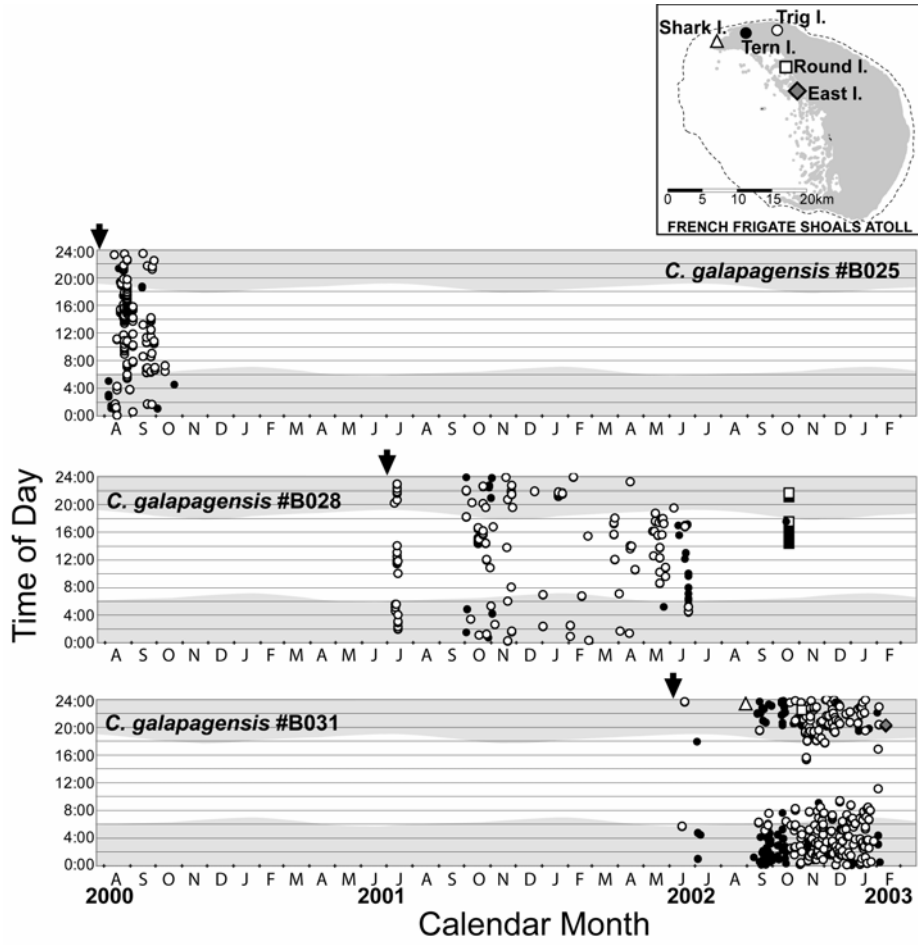 Shark I.
Trig I.
Tern I.
Round I.
East I.
0 5 10 20km
FRENCH FRIGATE SHOALS ATOLL
Time of Day
C. galapagensis #B025
24:00
20:00
16:00
12:00
8:00
4:00
0:00
A S O N D J F M A M J J A S O N D J F M A M J J A S O N D J F
C. galapagensis #B028
24:00
20:00
16:00
12:00
8:00
4:00
0:00
A S O N D J F M A M J J A S O N D J F M A M J J A S O N D J F
C. galapagensis #B031
24:00
20:00
16:00
12:00
8:00
4:00
0:00
A S O N D J F M A M J J A S O N D J F M A M J J A S O N D J F
2000 2001 2002 2003
Calendar Month